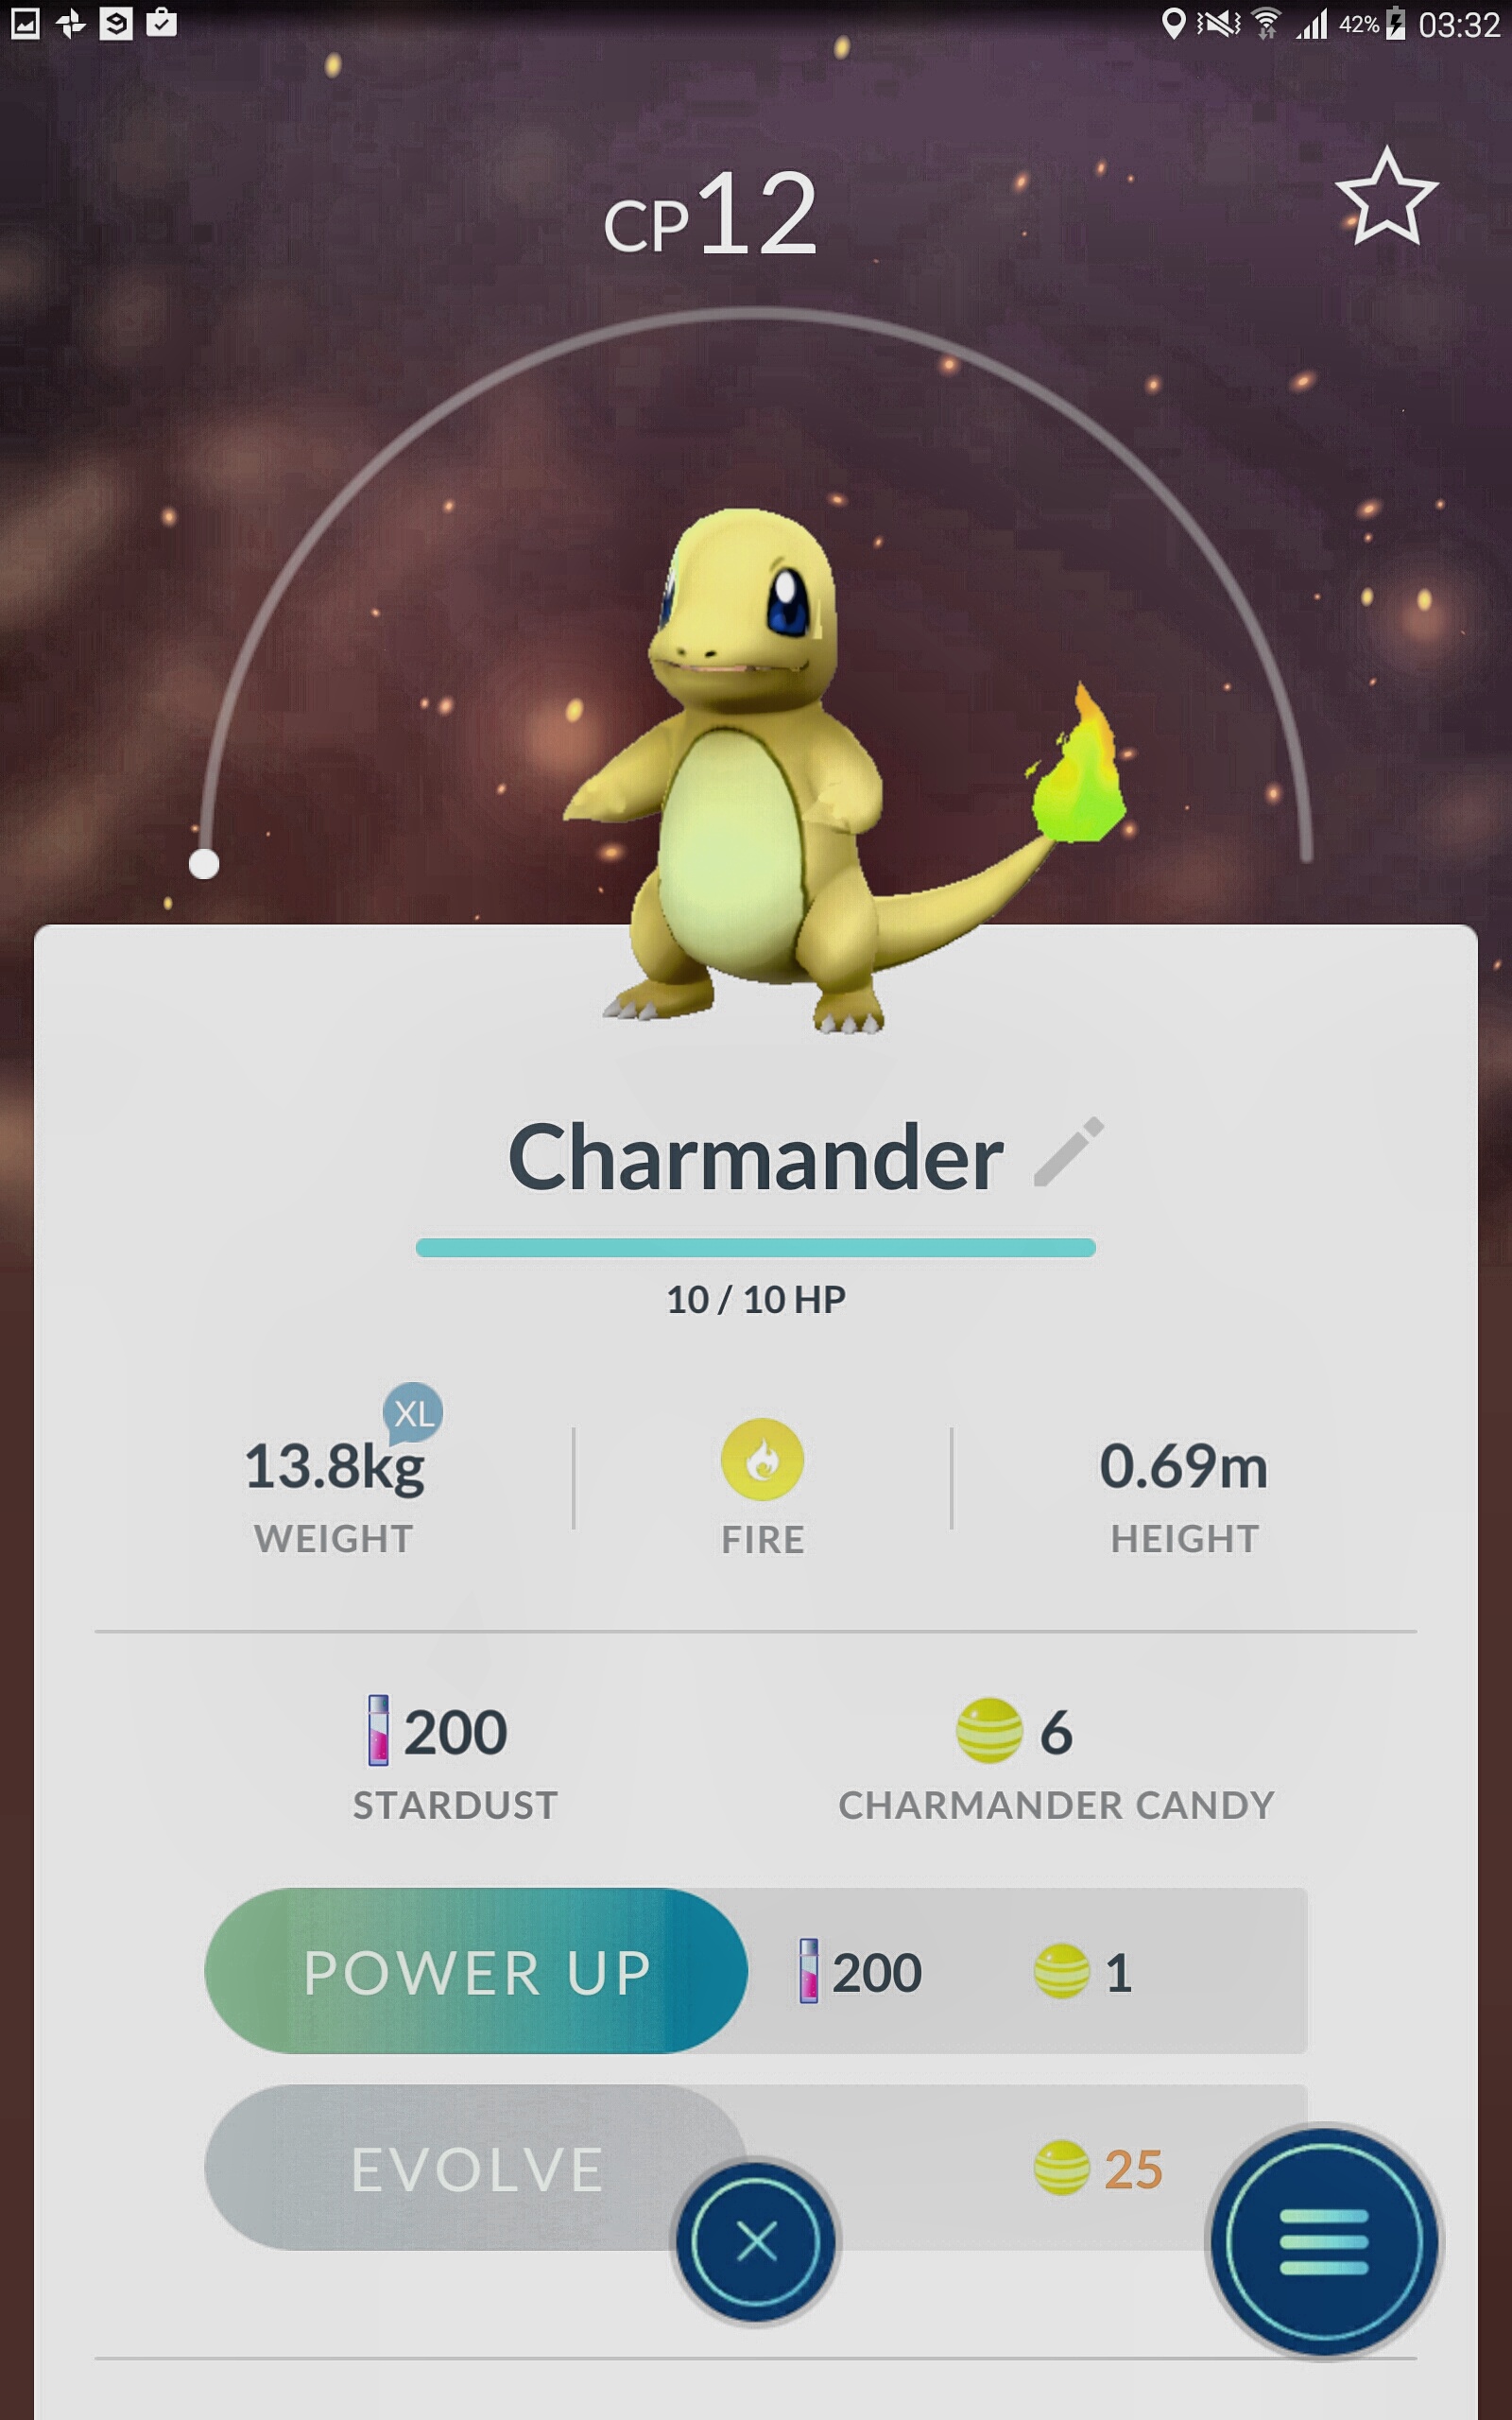 42% 03:32
CP12
Charmander
10 / 10 HP
XL
13.8kg
WEIGHT
FIRE
0.69m
HEIGHT
200
STARDUST
6
CHARMANDER CANDY
POWER UP 200 1
EVOLVE 25